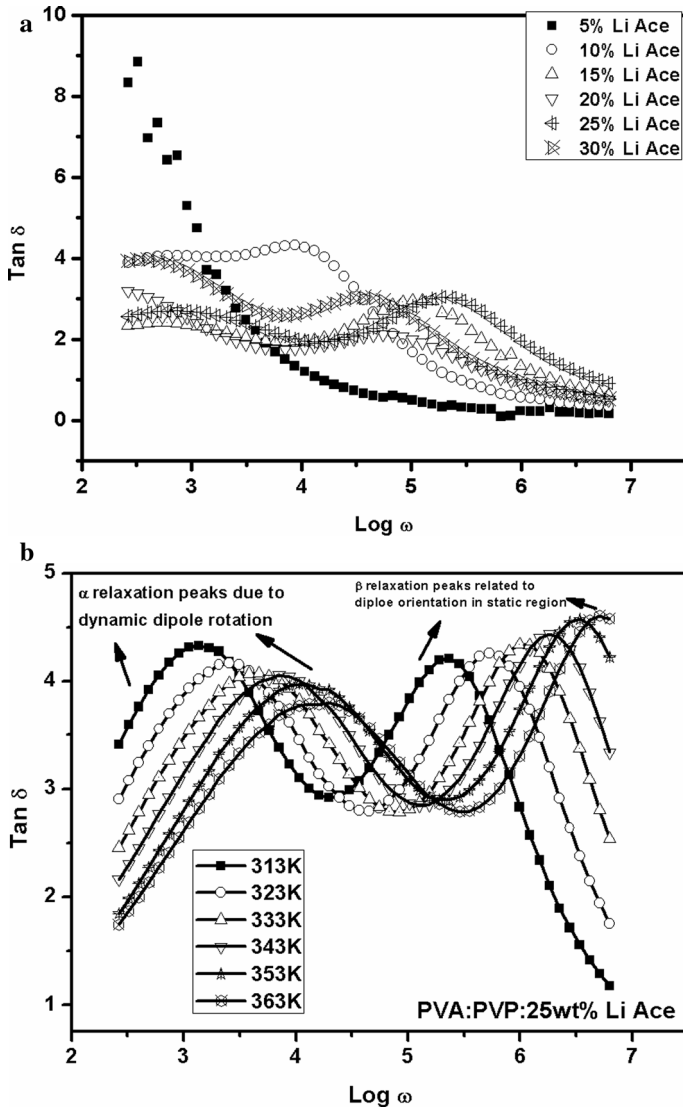 a
10
8
6
4
2
0
Tan δ
5% Li Ace
10% Li Ace
15% Li Ace
20% Li Ace
25% Li Ace
30% Li Ace
2 3 4 5 6 7
Log ω
b
5
4
3
2
1
Tan δ
α relaxation peaks due to
dynamic dipole rotation
β relaxation peaks related to
diploe orientation in static region
313K
323K
333K
343K
353K
363K
PVA:PVP:25wt% Li Ace
2 3 4 5 6 7
Log ω